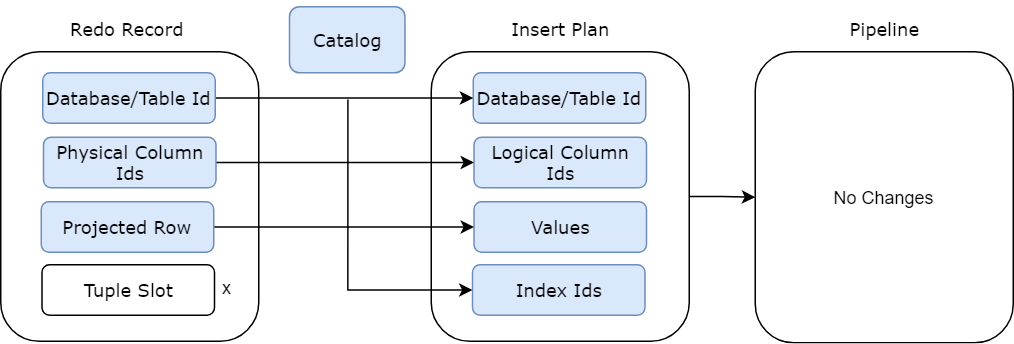 Redo Record
Catalog
Insert Plan
Pipeline
Database/Table Id
Physical Column
Ids
Projected Row
Tuple Slot
x
Database/Table Id
Logical Column
Ids
Values
Index Ids
No Changes